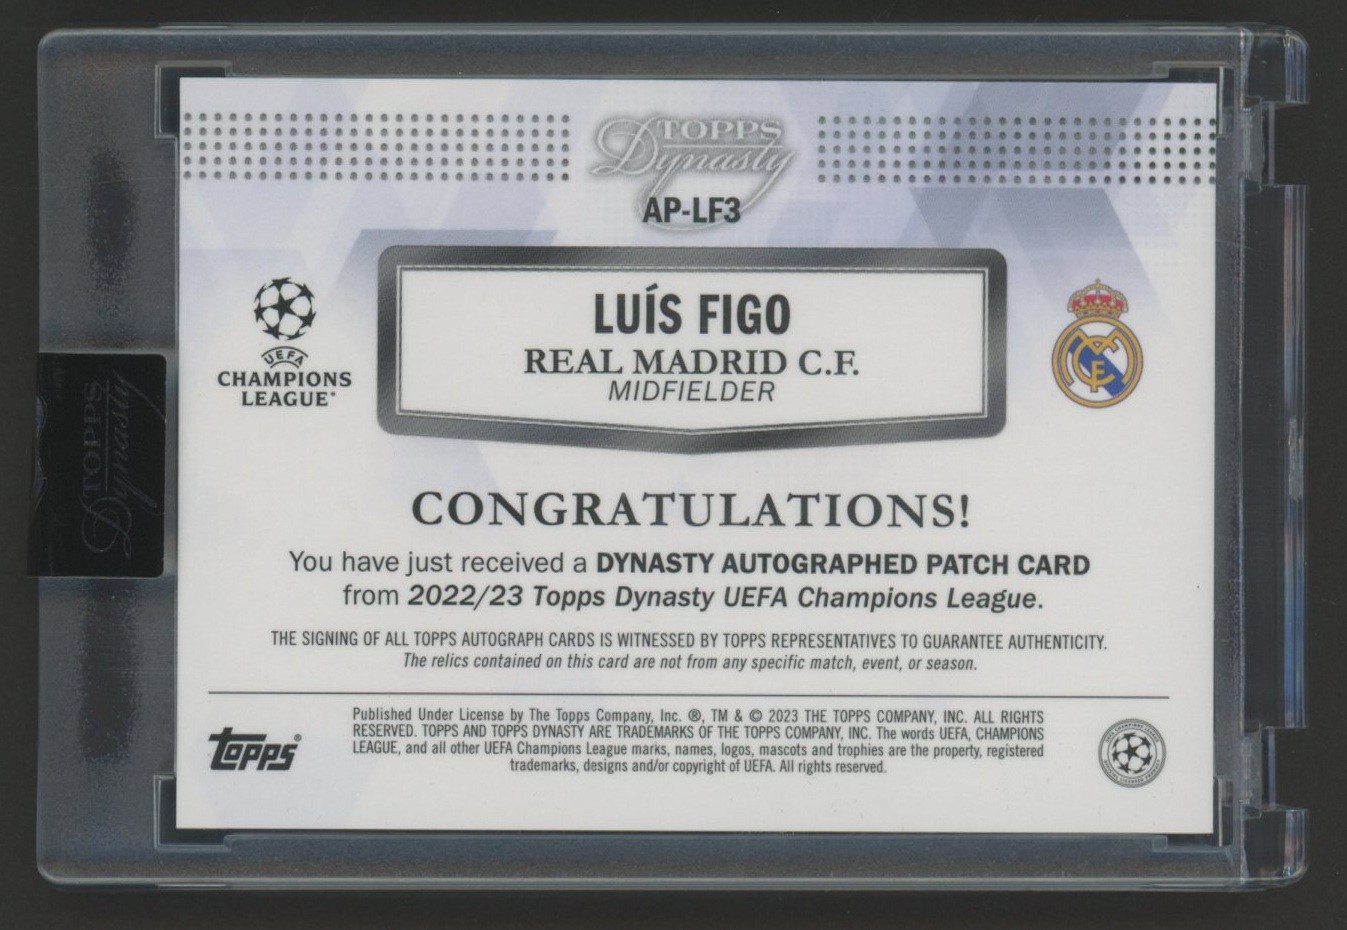 TOPPS
Dynasty
AP-LF3
LUÍS FIGO
REAL MADRID C.F.
MIDFIELDER
UEFA
CHAMPIONS
LEAGUE®
TOPPS
Dynasty
CONGRATULATIONS!
You have just received a DYNASTY AUTOGRAPHED PATCH CARD
from 2022/23 Topps Dynasty UEFA Champions League.
THE SIGNING OF ALL TOPPS AUTOGRAPH CARDS IS WITNESSED BY TOPPS REPRESENTATIVES TO GUARANTEE AUTHENTICITY.
The relics contained on this card are not from any specific match, event, or season.
Published Under License by The Topps Company, Inc. ®, TM & © 2023 THE TOPPS COMPANY, INC. ALL RIGHTS
RESERVED. TOPPS AND TOPPS DYNASTY ARE TRADEMARKS OF THE TOPPS COMPANY, INC. The words UEFA, CHAMPIONS
LEAGUE, and all other UEFA Champions League marks, names, logos, mascots and trophies are the property, registered
trademarks, designs and/or copyright of UEFA. All rights reserved.
topps®